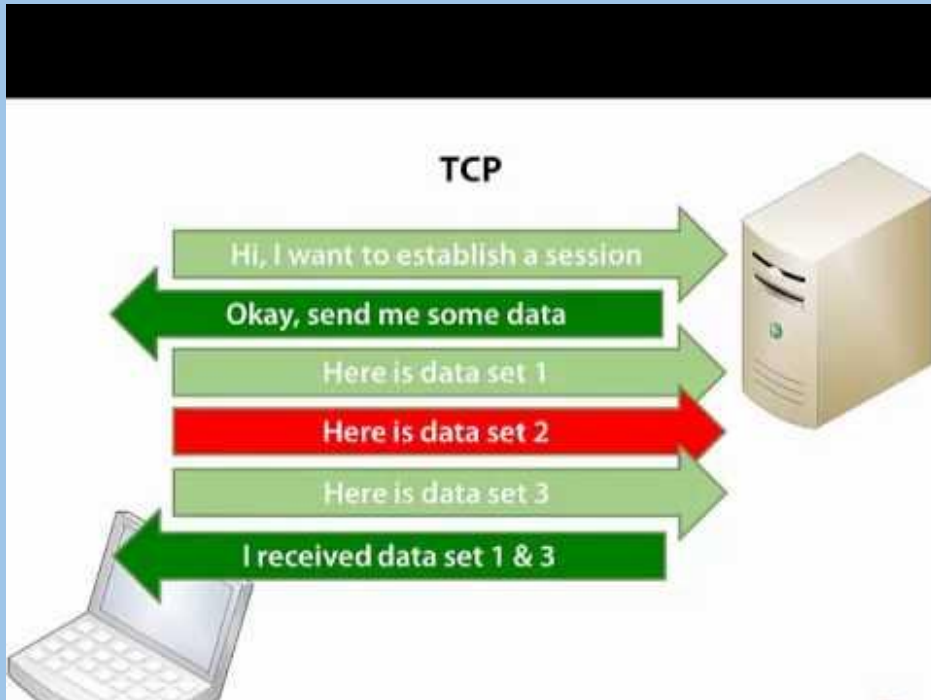 TCP
Hi, I want to establish a session
Okay, send me some data
Here is data set 1
Here is data set 2
Here is data set 3
I received data set 1 & 3